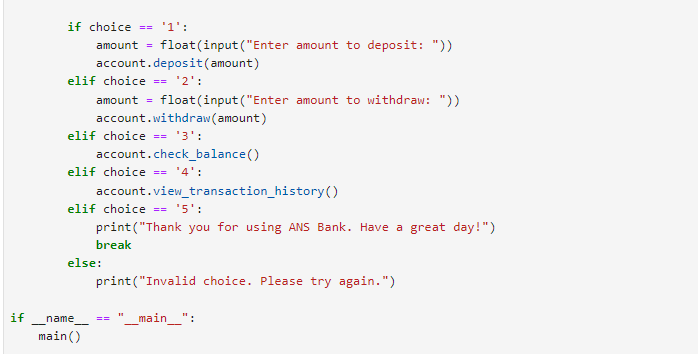 if choice == '1':
amount = float(input("Enter amount to deposit: "))
account.deposit(amount)
elif choice == '2':
amount = float(input("Enter amount to withdraw: "))
account.withdraw(amount)
elif choice == '3':
account.check_balance()
elif choice == '4':
account.view_transaction_history()
elif choice == '5':
print("Thank you for using ANS Bank. Have a great day!")
break
else:
print("Invalid choice. Please try again.")
if __name__ == "__main__":
main()